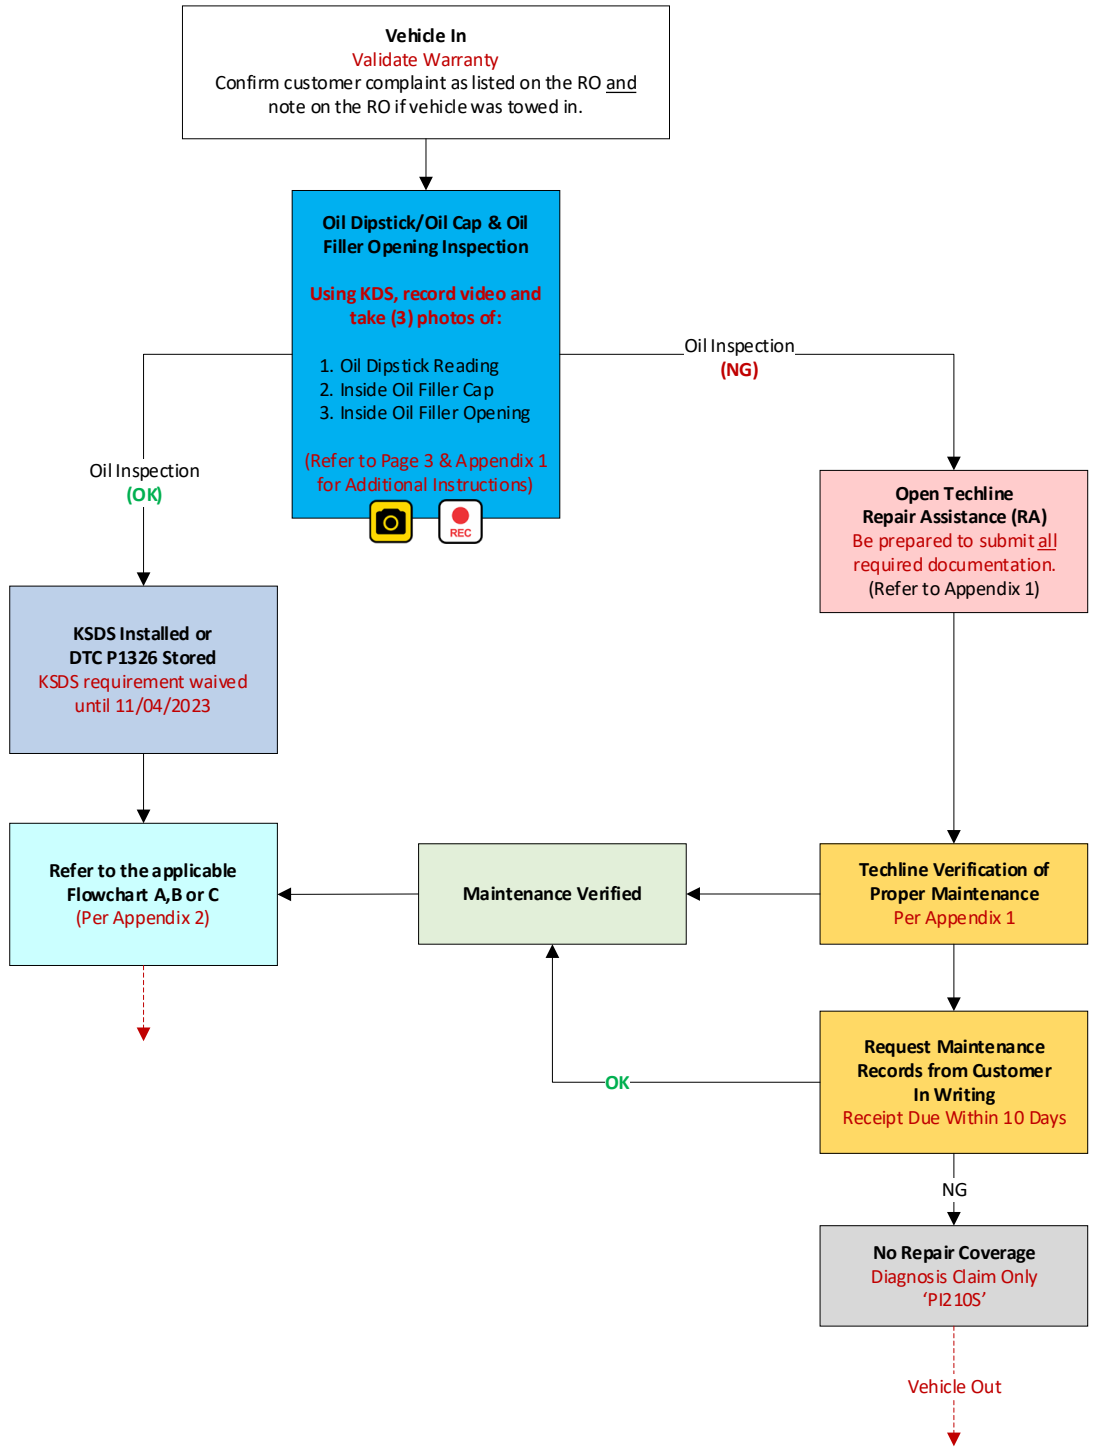 Vehicle In
Validate Warranty
Confirm customer complaint as listed on the RO and
note on the RO if vehicle was towed in.
Oil Dipstick/Oil Cap & Oil
Filler Opening Inspection
Using KDS, record video and
take (3) photos of:
1. Oil Dipstick Reading
2. Inside Oil Filler Cap
3. Inside Oil Filler Opening
(Refer to Page 3 & Appendix 1
for Additional Instructions)
REC
Oil Inspection
(NG)
Oil Inspection
(OK)
Open Techline
Repair Assistance (RA)
Be prepared to submit all
required documentation.
(Refer to Appendix 1)
KSDS Installed or
DTC P1326 Stored
KSDS requirement waived
until 11/04/2023
Refer to the applicable
Flowchart A,B or C
(Per Appendix 2)
Maintenance Verified
Techline Verification of
Proper Maintenance
Per Appendix 1
Request Maintenance
Records from Customer
In Writing
Receipt Due Within 10 Days
OK
NG
No Repair Coverage
Diagnosis Claim Only
‘PI210S’
Vehicle Out